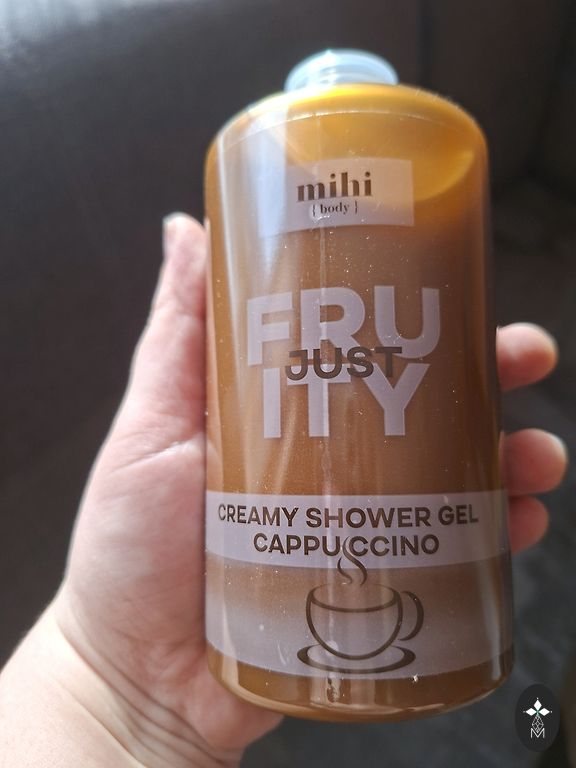 mihi
{ body }
FRU
JUST
ITY
CREAMY SHOWER GEL
CAPPUCCINO
M